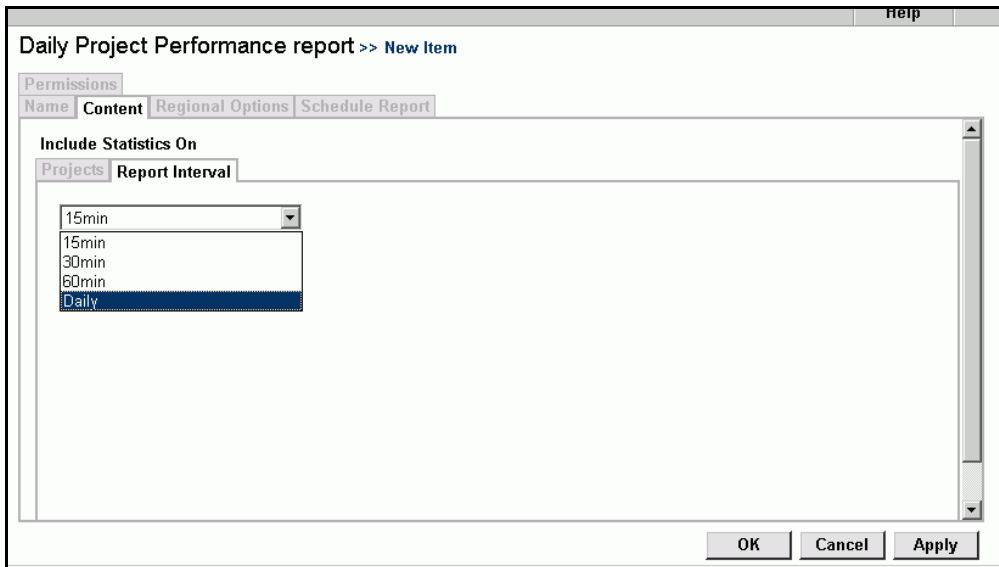 Help
Daily Project Performance report >> New Item
Permissions
Name Content Regional Options Schedule Report
Include Statistics On
Projects Report Interval
15min
15min
30min
60min
Daily
OK Cancel Apply